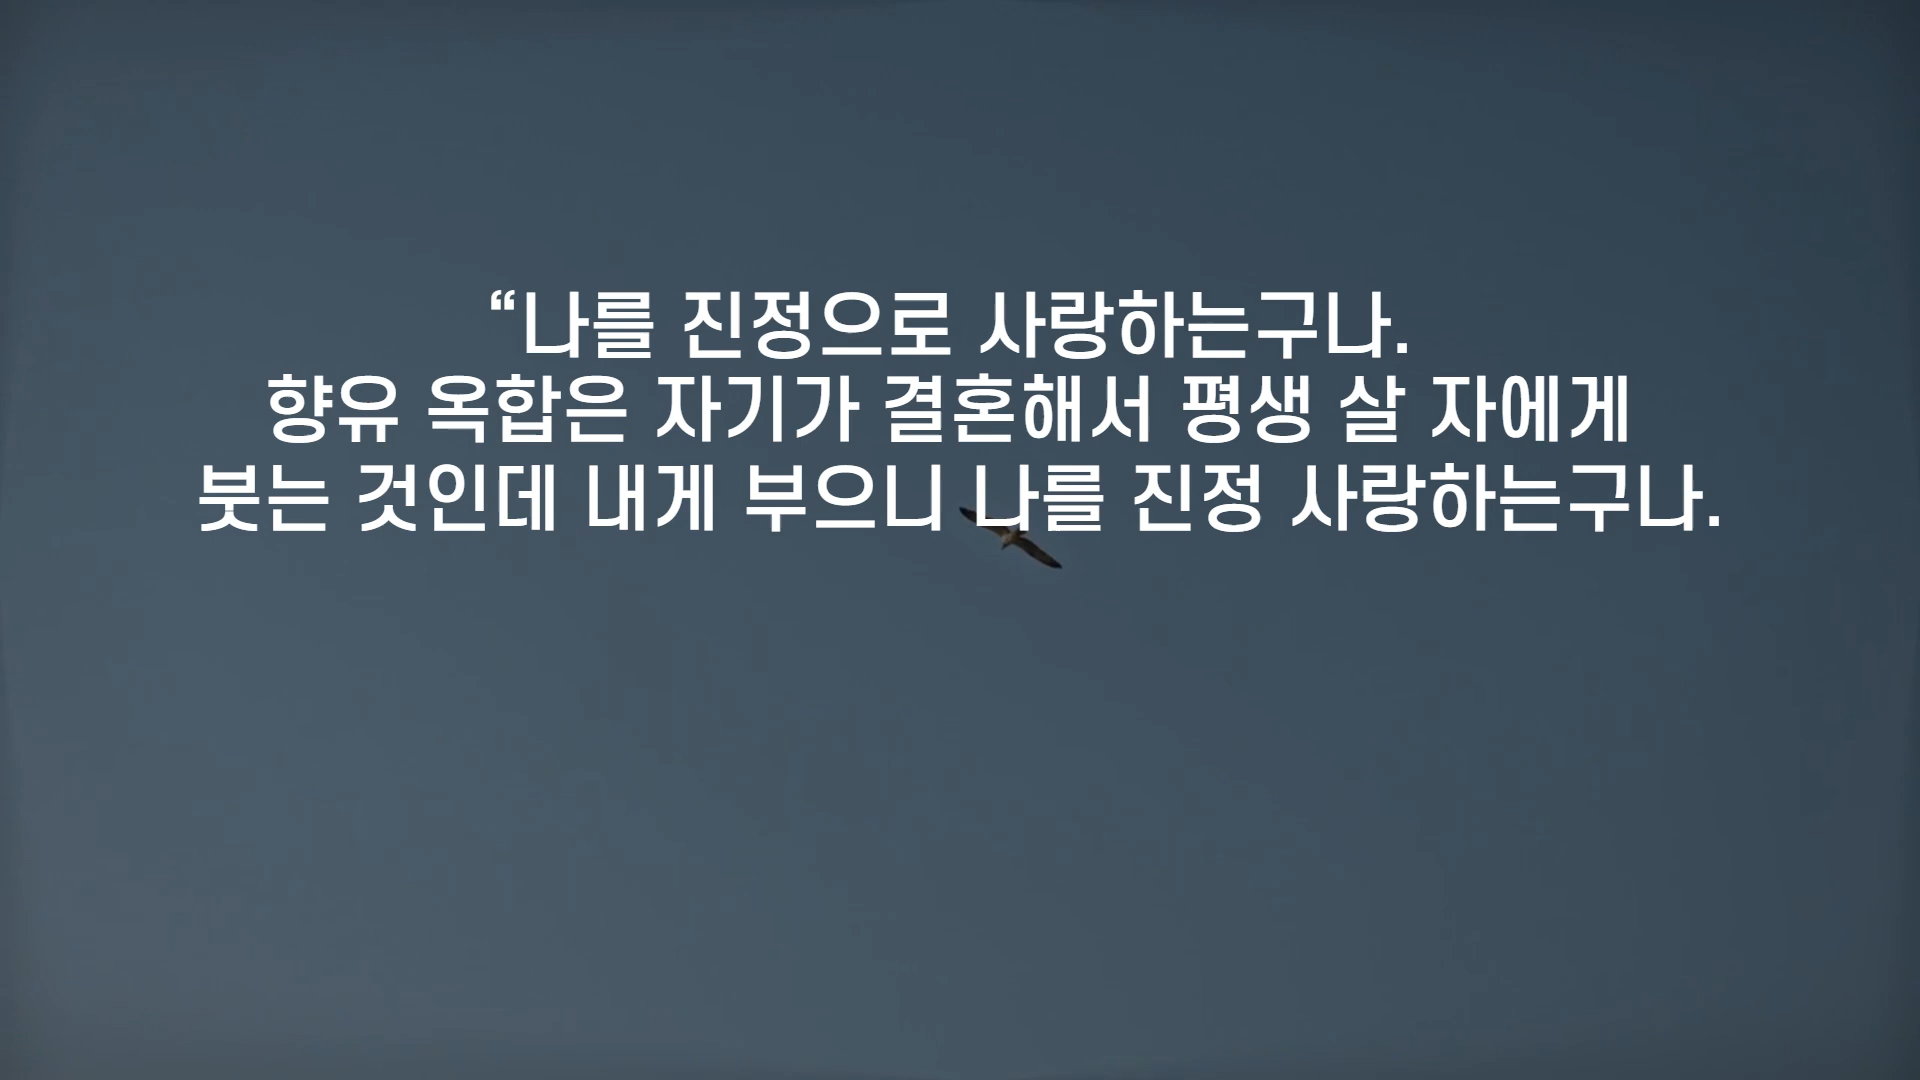 “나를 진정으로 사랑하는구나.
향유 옥합은 자기가 결혼해서 평생 살 자에게
붓는 것인데 내게 부으니 나를 진정 사랑하는구나.